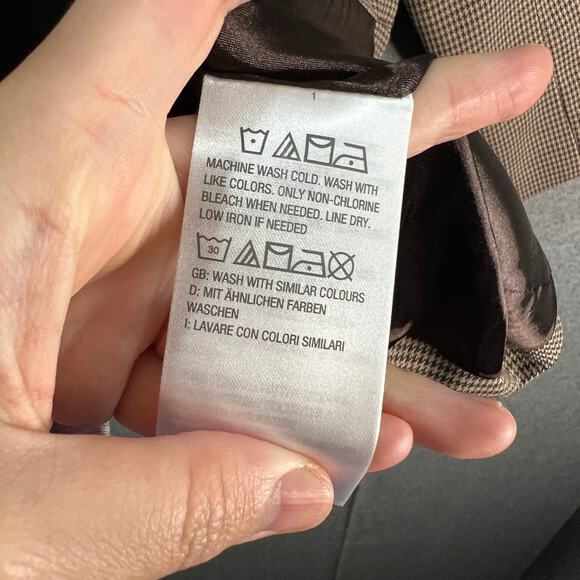 1
MACHINE WASH COLD. WASH WITH
LIKE COLORS. ONLY NON-CHLORINE
BLEACH WHEN NEEDED. LINE DRY.
LOW IRON IF NEEDED
30
GB: WASH WITH SIMILAR COLOURS
D: MIT ÄHNLICHEN FARBEN
WASCHEN
I: LAVARE CON COLORI SIMILARI